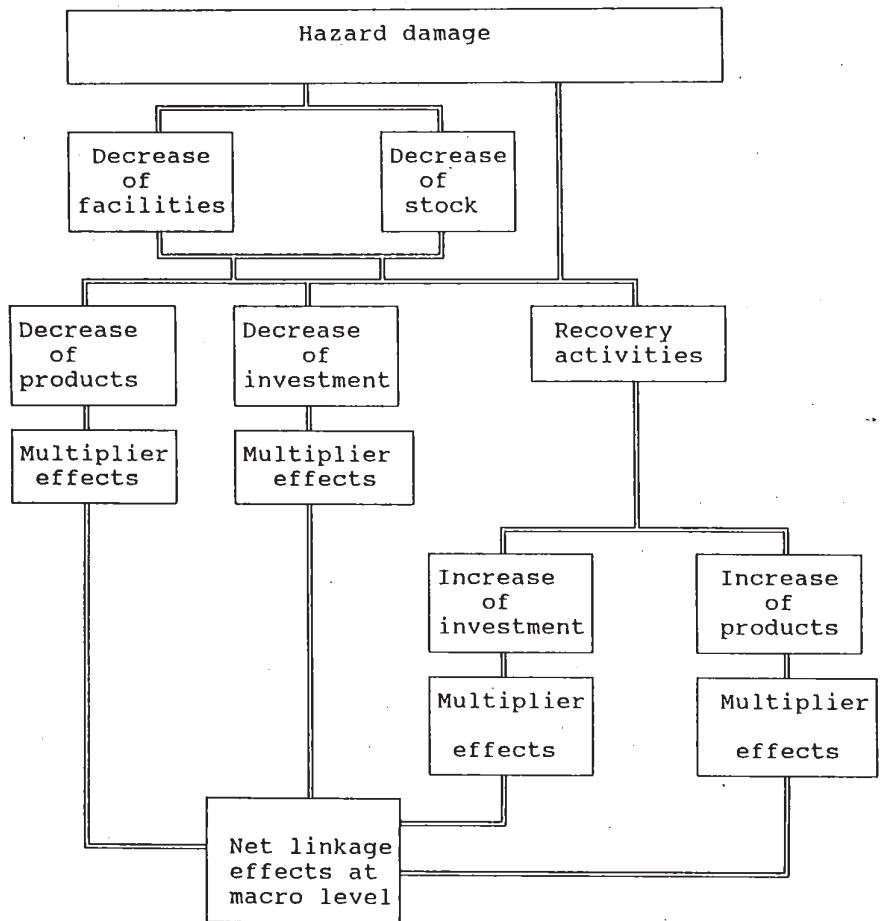 Hazard damage
Decrease
of
facilities
Decrease
of
stock
Decrease
of
products
Decrease
of
investment
Recovery
activities
Multiplier
effects
Multiplier
effects
Increase
of
investment
Increase
of
products
Multiplier
effects
Multiplier
effects
Net linkage
effects at
macro level